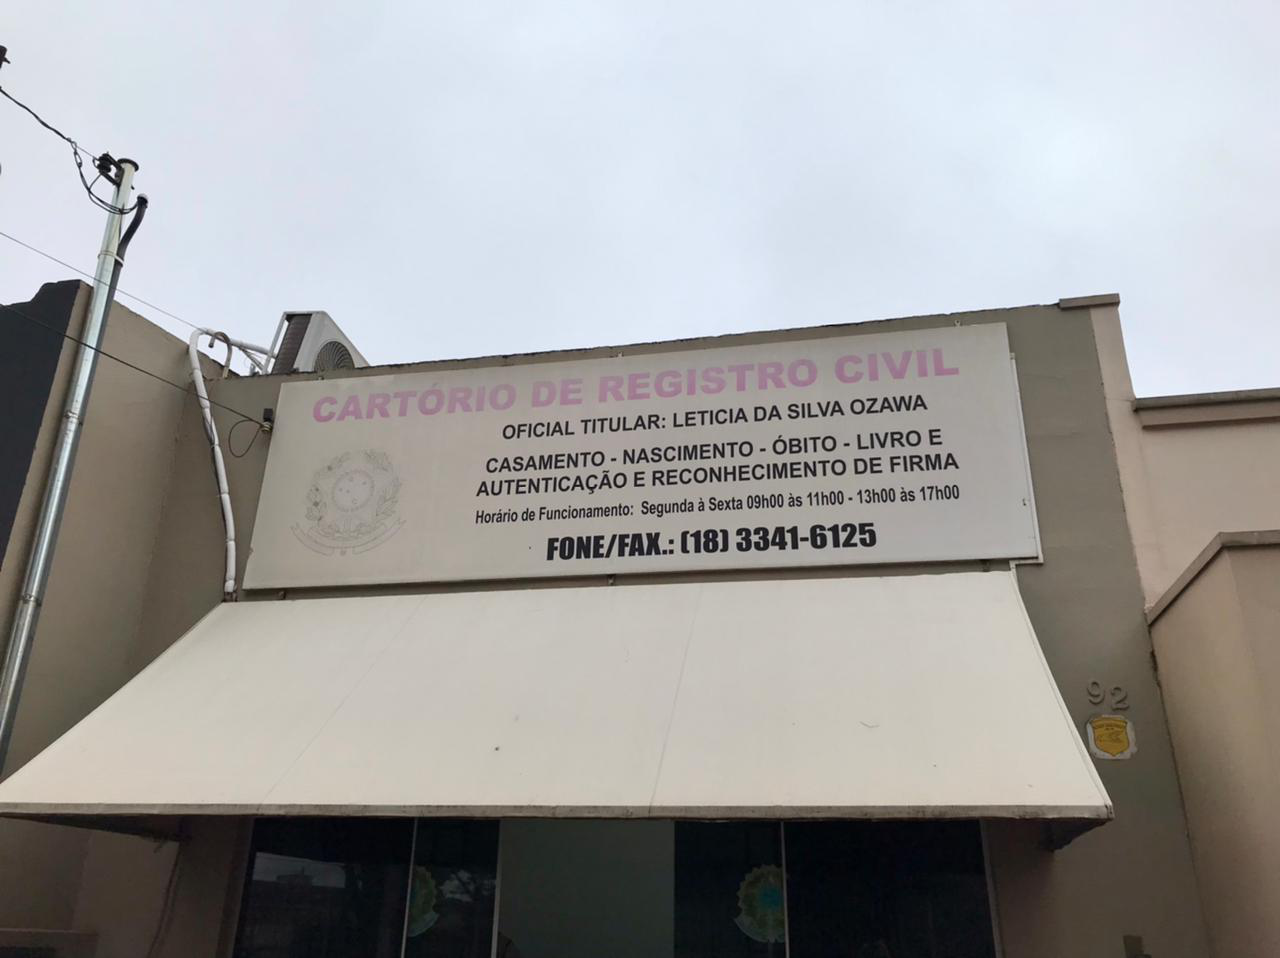 CARTÓRIO DE REGISTRO CIVIL
OFICIAL TITULAR: LETICIA DA SILVA OZAWA
CASAMENTO - NASCIMENTO - ÓBITO - LIVRO E
AUTENTICAÇÃO E RECONHECIMENTO DE FIRMA
Horário de Funcionamento: Segunda à Sexta 09h00 às 11h00 - 13h00 às 17h00
FONE/FAX.: (18) 3341-6125
92